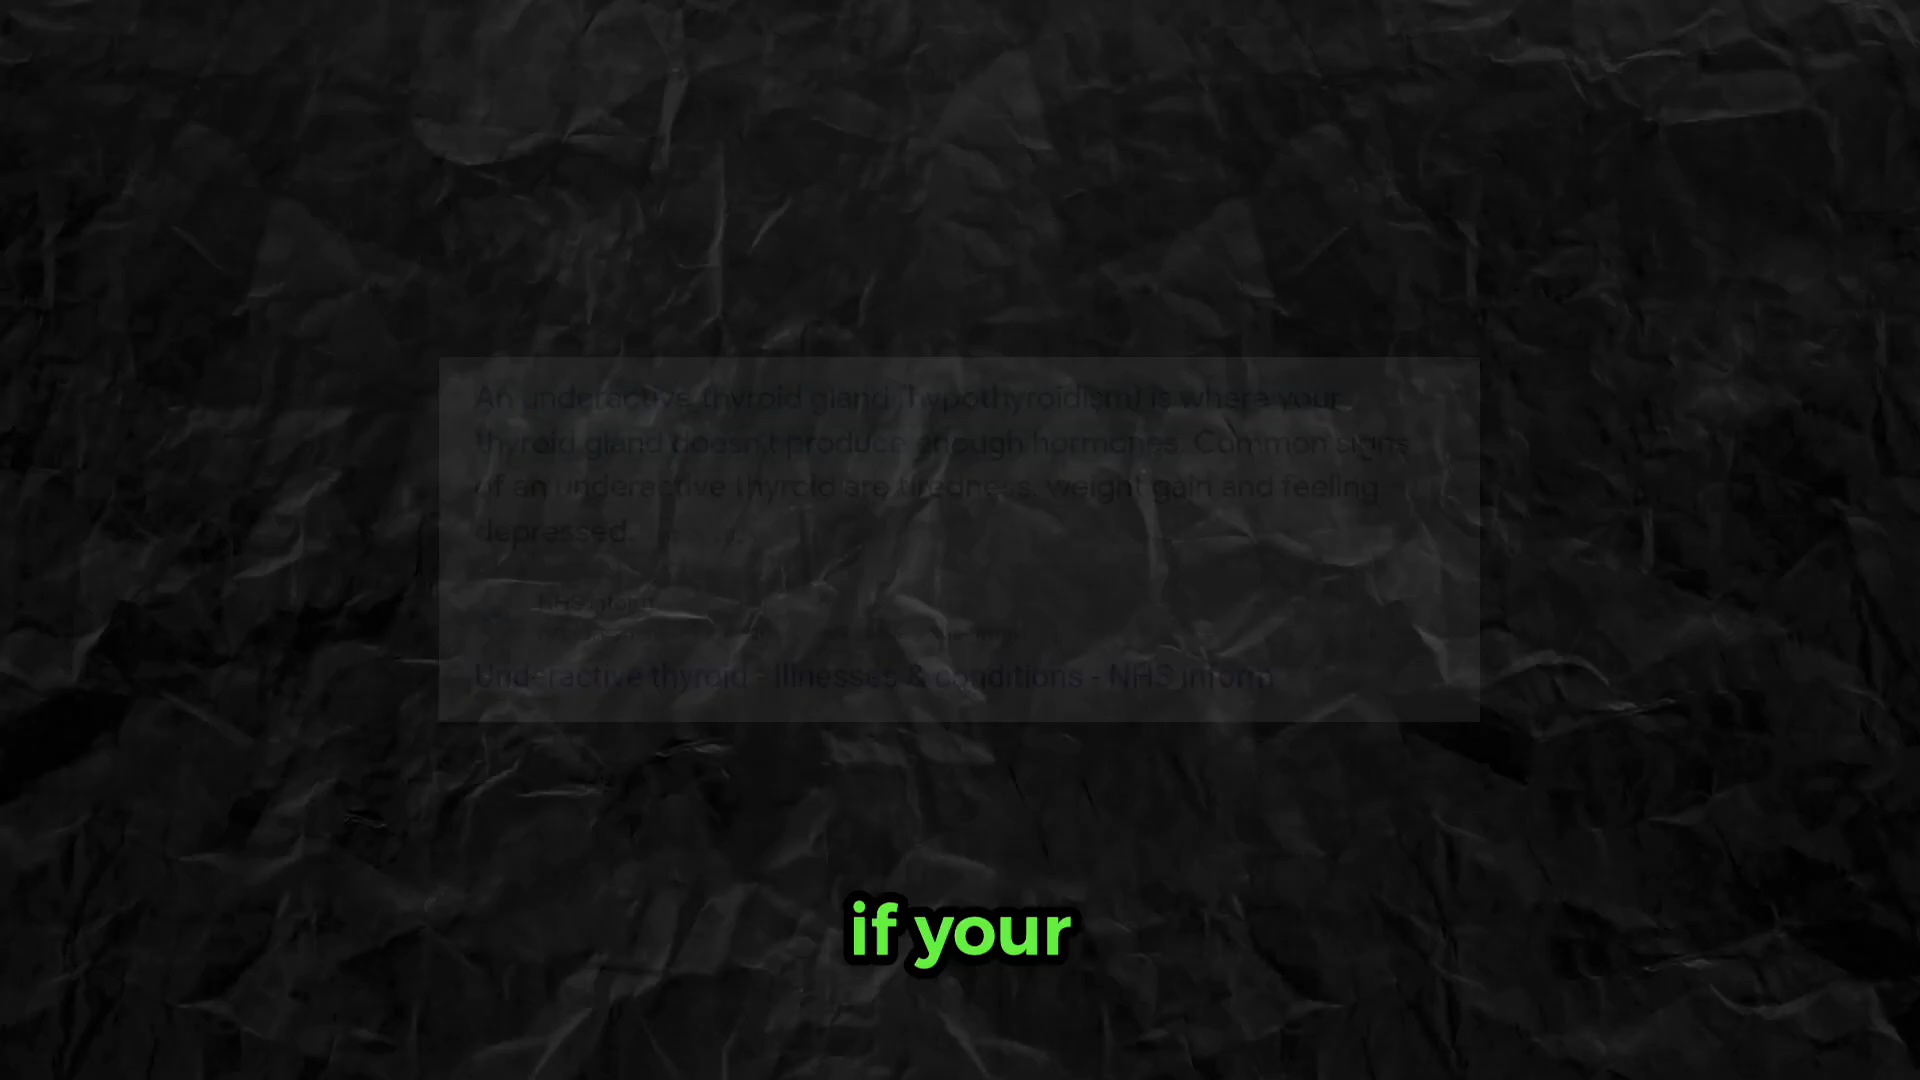 An underactive thyroid gland (hypothyroidism) is where your
thyroid gland doesn't produce enough hormones. Common signs
of an underactive thyroid are tiredness, weight gain and feeling
depressed.
NHS inform
Underactive thyroid - Illnesses & conditions - NHS inform
if your